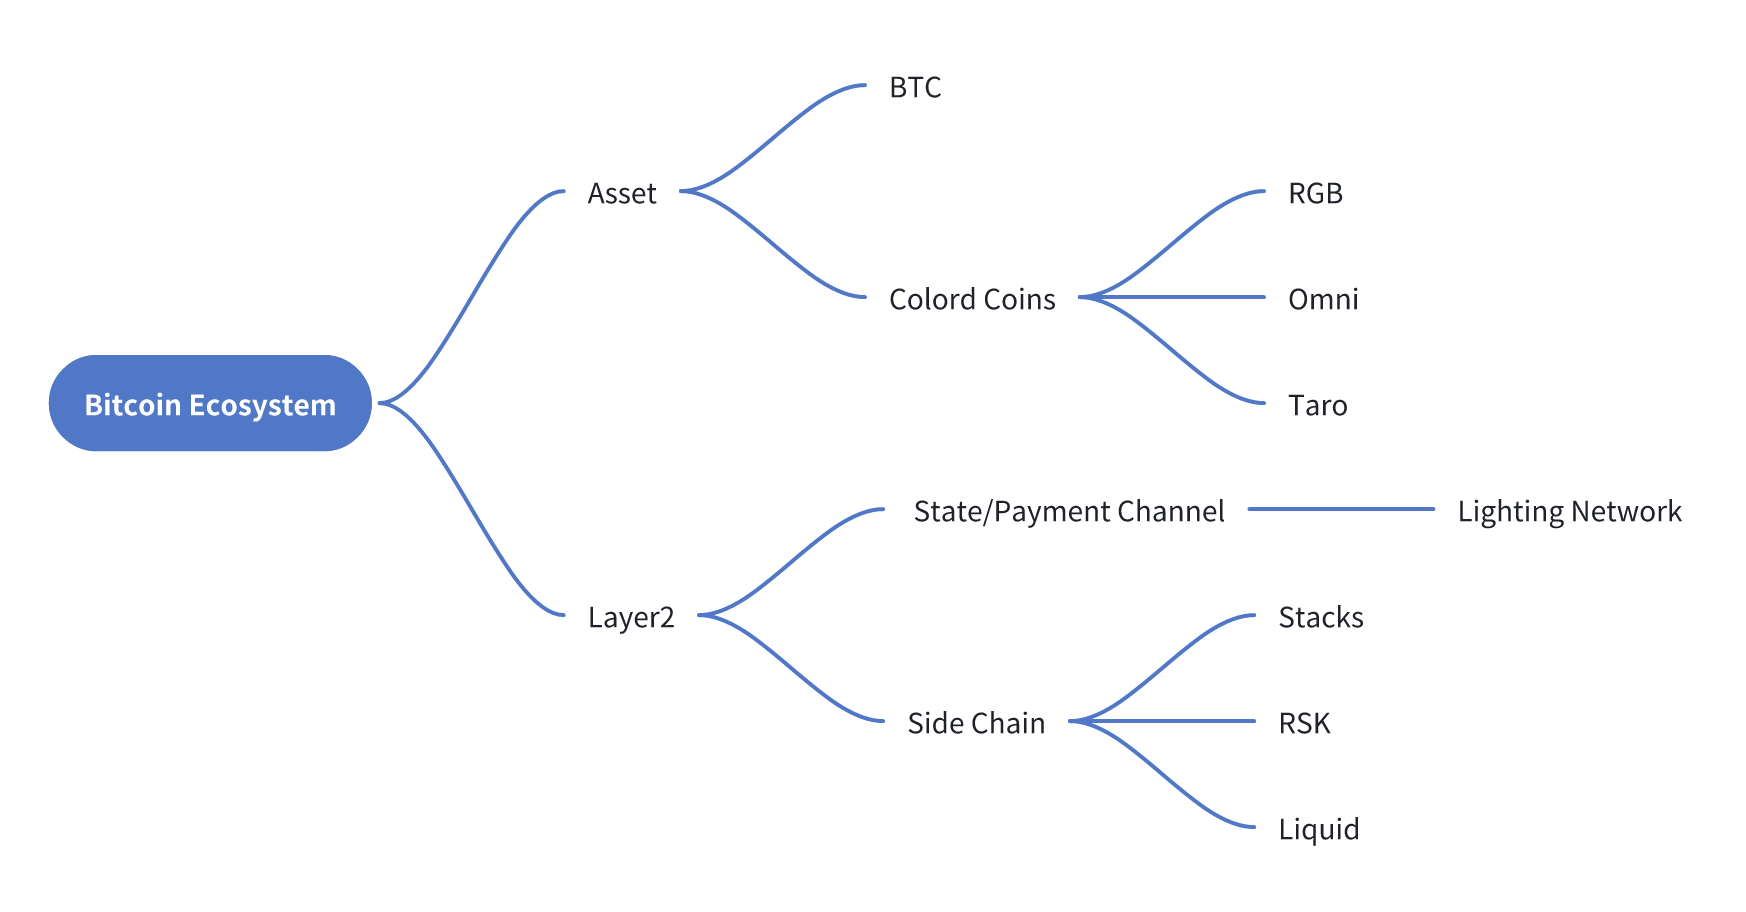 BTC
Asset
RGB
Colord Coins
Omni
Bitcoin Ecosystem
Taro
State/Payment Channel
Lighting Network
Layer2
Stacks
Side Chain
RSK
Liquid